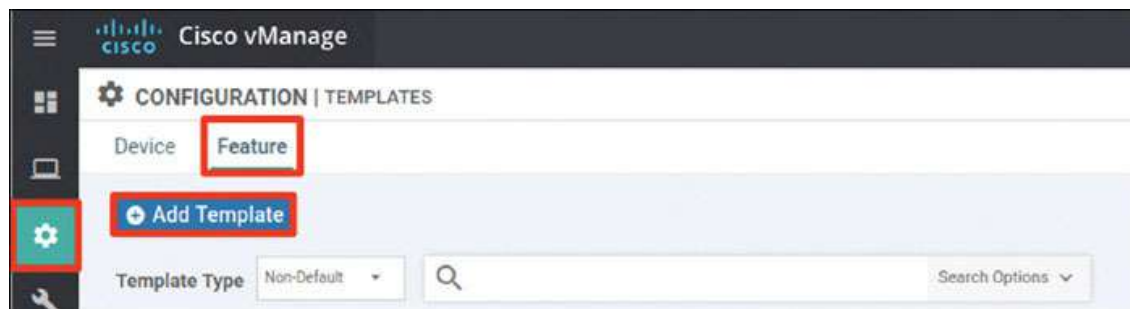 CISCO Cisco vManage
CONFIGURATION | TEMPLATES
Device Feature
Add Template
Template Type Non-Default Search Options